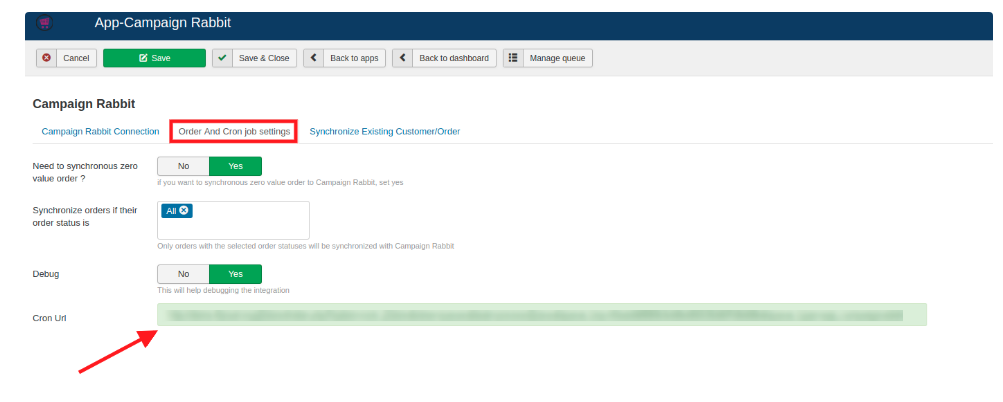 App-Campaign Rabbit
Cancel Save Save & Close Back to apps Back to dashboard Manage queue
Campaign Rabbit
Campaign Rabbit Connection Order And Cron job settings Synchronize Existing Customer/Order
Need to synchronous zero value order ? No Yes
if you want to synchronous zero value order to Campaign Rabbit, set yes
Synchronize orders if their order status is All
Only orders with the selected order statuses will be synchronized with Campaign Rabbit
Debug No Yes
This will help debugging the integration
Cron Url